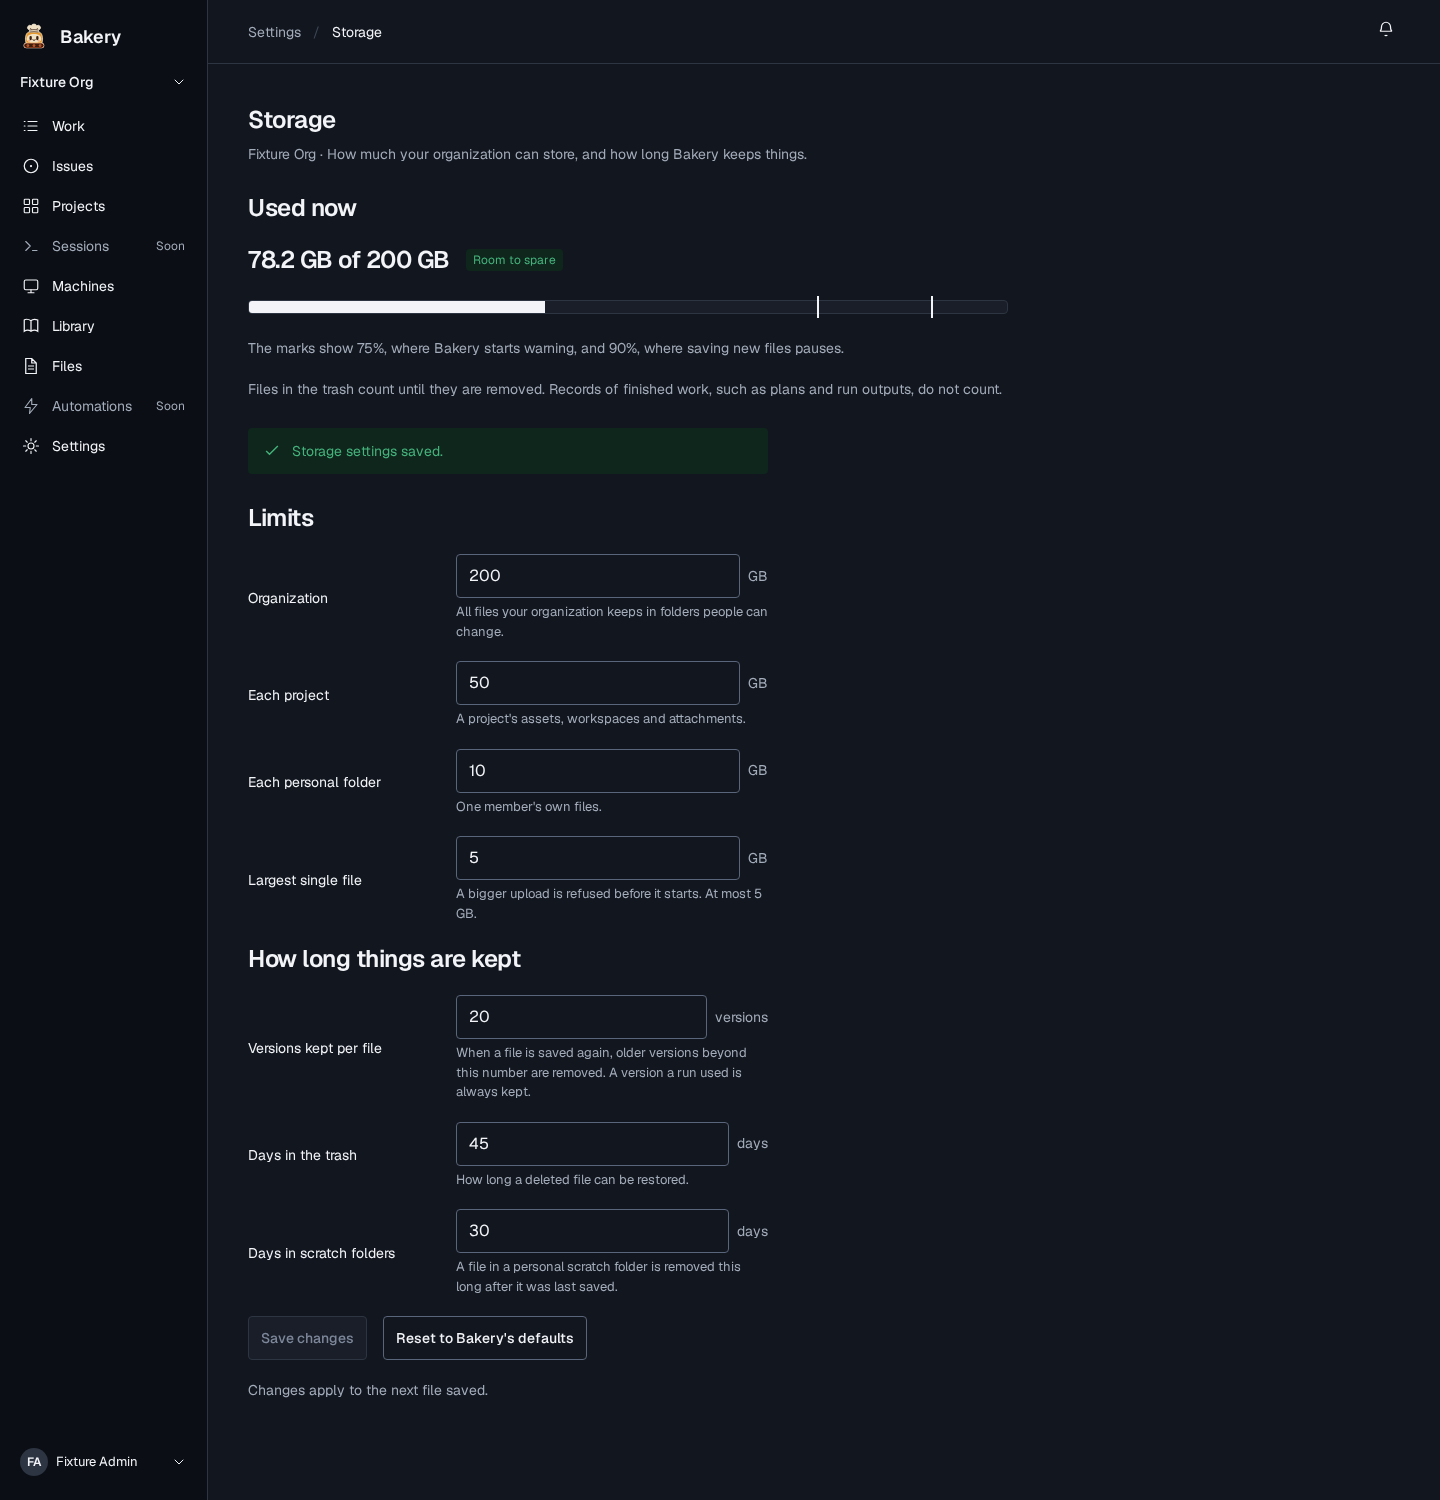 Bakery
Fixture Org
Work
Issues
Projects
Sessions Soon
Machines
Library
Files
Automations Soon
Settings
FA Fixture Admin
Settings / Storage
Storage
Fixture Org · How much your organization can store, and how long Bakery keeps things.
Used now
78.2 GB of 200 GB Room to spare
The marks show 75%, where Bakery starts warning, and 90%, where saving new files pauses.
Files in the trash count until they are removed. Records of finished work, such as plans and run outputs, do not count.
Storage settings saved.
Limits
Organization
200 GB
All files your organization keeps in folders people can
change.
Each project
50 GB
A project's assets, workspaces and attachments.
Each personal folder
10 GB
One member's own files.
Largest single file
5 GB
A bigger upload is refused before it starts. At most 5
GB.
How long things are kept
Versions kept per file
20 versions
When a file is saved again, older versions beyond
this number are removed. A version a run used is
always kept.
Days in the trash
45 days
How long a deleted file can be restored.
Days in scratch folders
30 days
A file in a personal scratch folder is removed this
long after it was last saved.
Save changes Reset to Bakery's defaults
Changes apply to the next file saved.